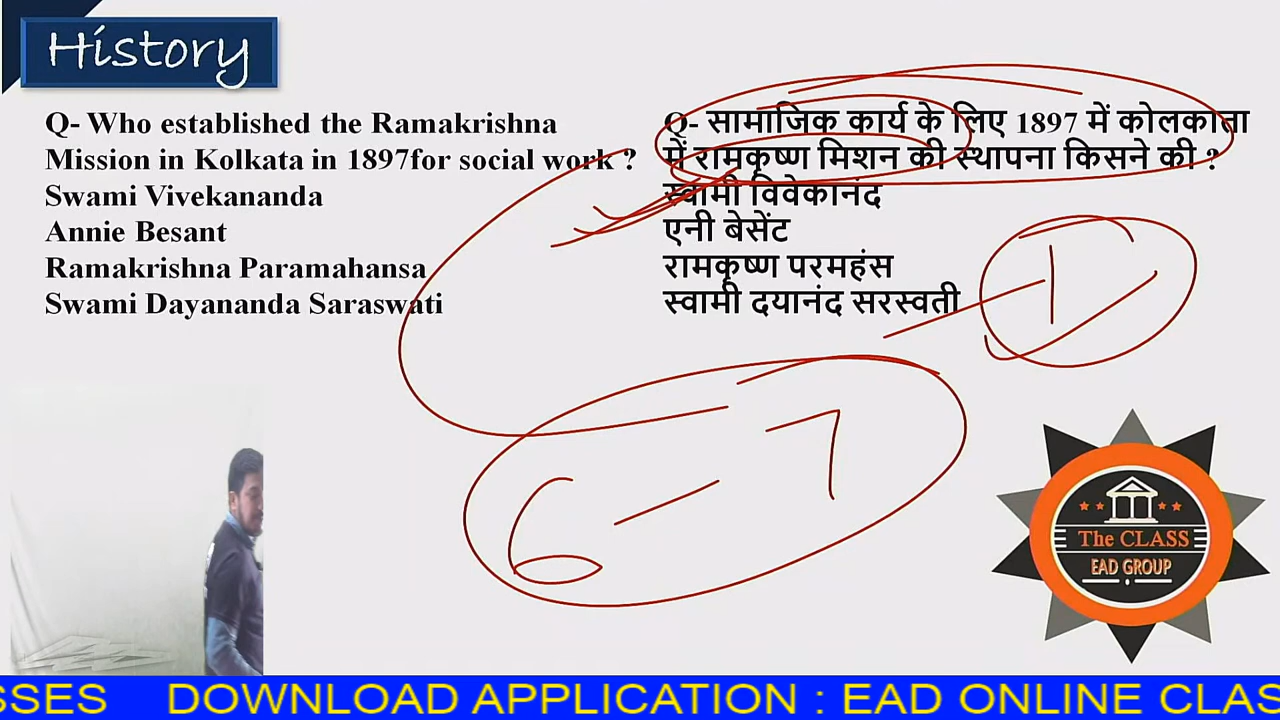 History
Q- Who established the Ramakrishna
Mission in Kolkata in 1897for social work ?
Swami Vivekananda
Annie Besant
Ramakrishna Paramahansa
Swami Dayananda Saraswati
Q- सामाजिक कार्य के लिए 1897 में कोलकाता
में रामकृष्ण मिशन की स्थापना किसने की ?
स्वामी विवेकानंद
एनी बेसेंट
रामकृष्ण परमहंस
स्वामी दयानंद सरस्वती
1
6 - 7
The CLASS
EAD GROUP
SSES DOWNLOAD APPLICATION : EAD ONLINE CLAS